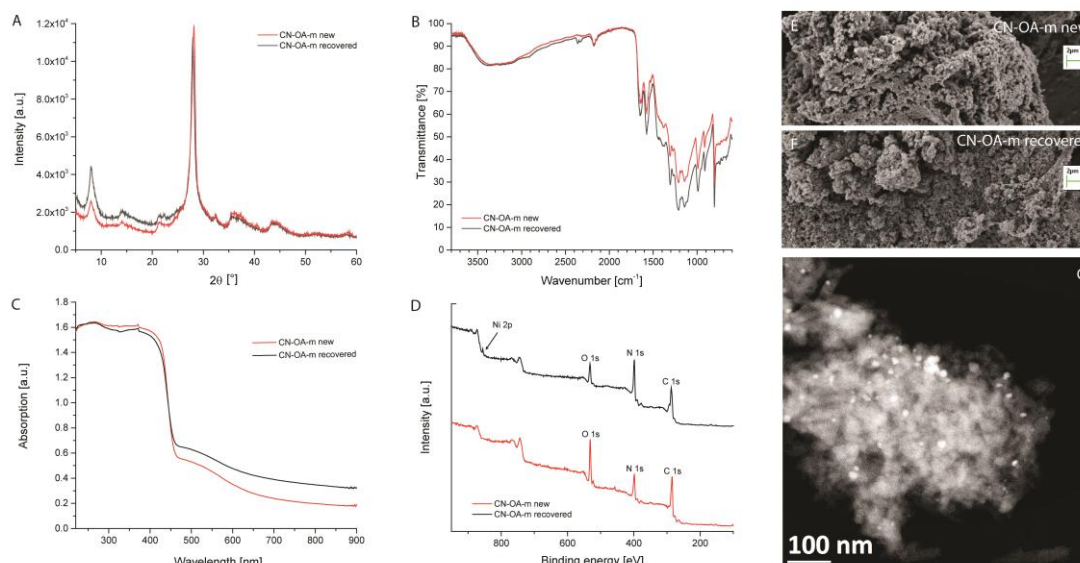 A
CN-OA-m new
CN-OA-m recovered
Intensity [a.u.]
1.2x10⁴
1.0x10⁴
8.0x10³
6.0x10³
4.0x10³
2.0x10³
0.0
0 10 20 30 40 50 60
2θ [°]
B
Transmittance [%]
100
90
80
70
60
50
40
30
20
10
0
CN-OA-m new
CN-OA-m recovered
3500 3000 2500 2000 1500 1000
Wavenumber [cm⁻¹]
C
CN-OA-m new
CN-OA-m recovered
Absorption [a.u.]
1.8
1.6
1.4
1.2
1.0
0.8
0.6
0.4
0.2
0.0
300 400 500 600 700 800 900
Wavelength [nm]
D
Ni 2p
O 1s
N 1s
C 1s
O 1s
N 1s
C 1s
Intensity [a.u.]
CN-OA-m new
CN-OA-m recovered
800 600 400 200
Binding energy [eV]
E
CN-OA-m new
2µm
F
CN-OA-m recovered
2µm
100 nm